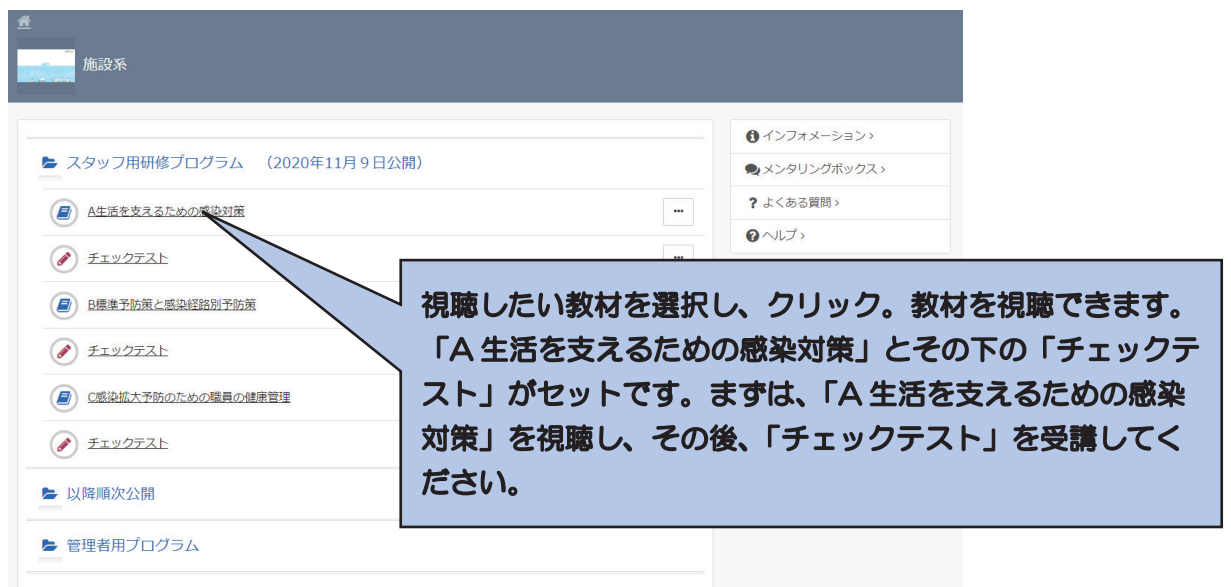 施設系
スタッフ用研修プログラム （2020年11月９日公開）
A生活を支えるための感染対策
チェックテスト
B標準予防策と感染経路別予防策
チェックテスト
C感染拡大予防のための職員の健康管理
チェックテスト
以降順次公開
管理者用プログラム
インフォメーション
メンタリングボックス
よくある質問
ヘルプ
視聴したい教材を選択し、クリック。教材を視聴できます。
「A 生活を支えるための感染対策」とその下の「チェックテ
スト」がセットです。まずは、「A 生活を支えるための感染
対策」を視聴し、その後、「チェックテスト」を受講してく
ださい。